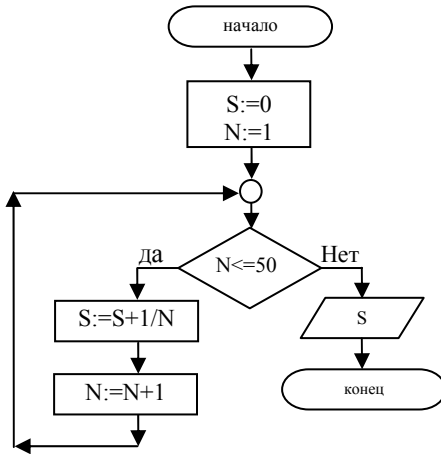 начало
S:=0
N:=1
да
N<=50
Нет
S:=S+1/N
S
N:=N+1
конец